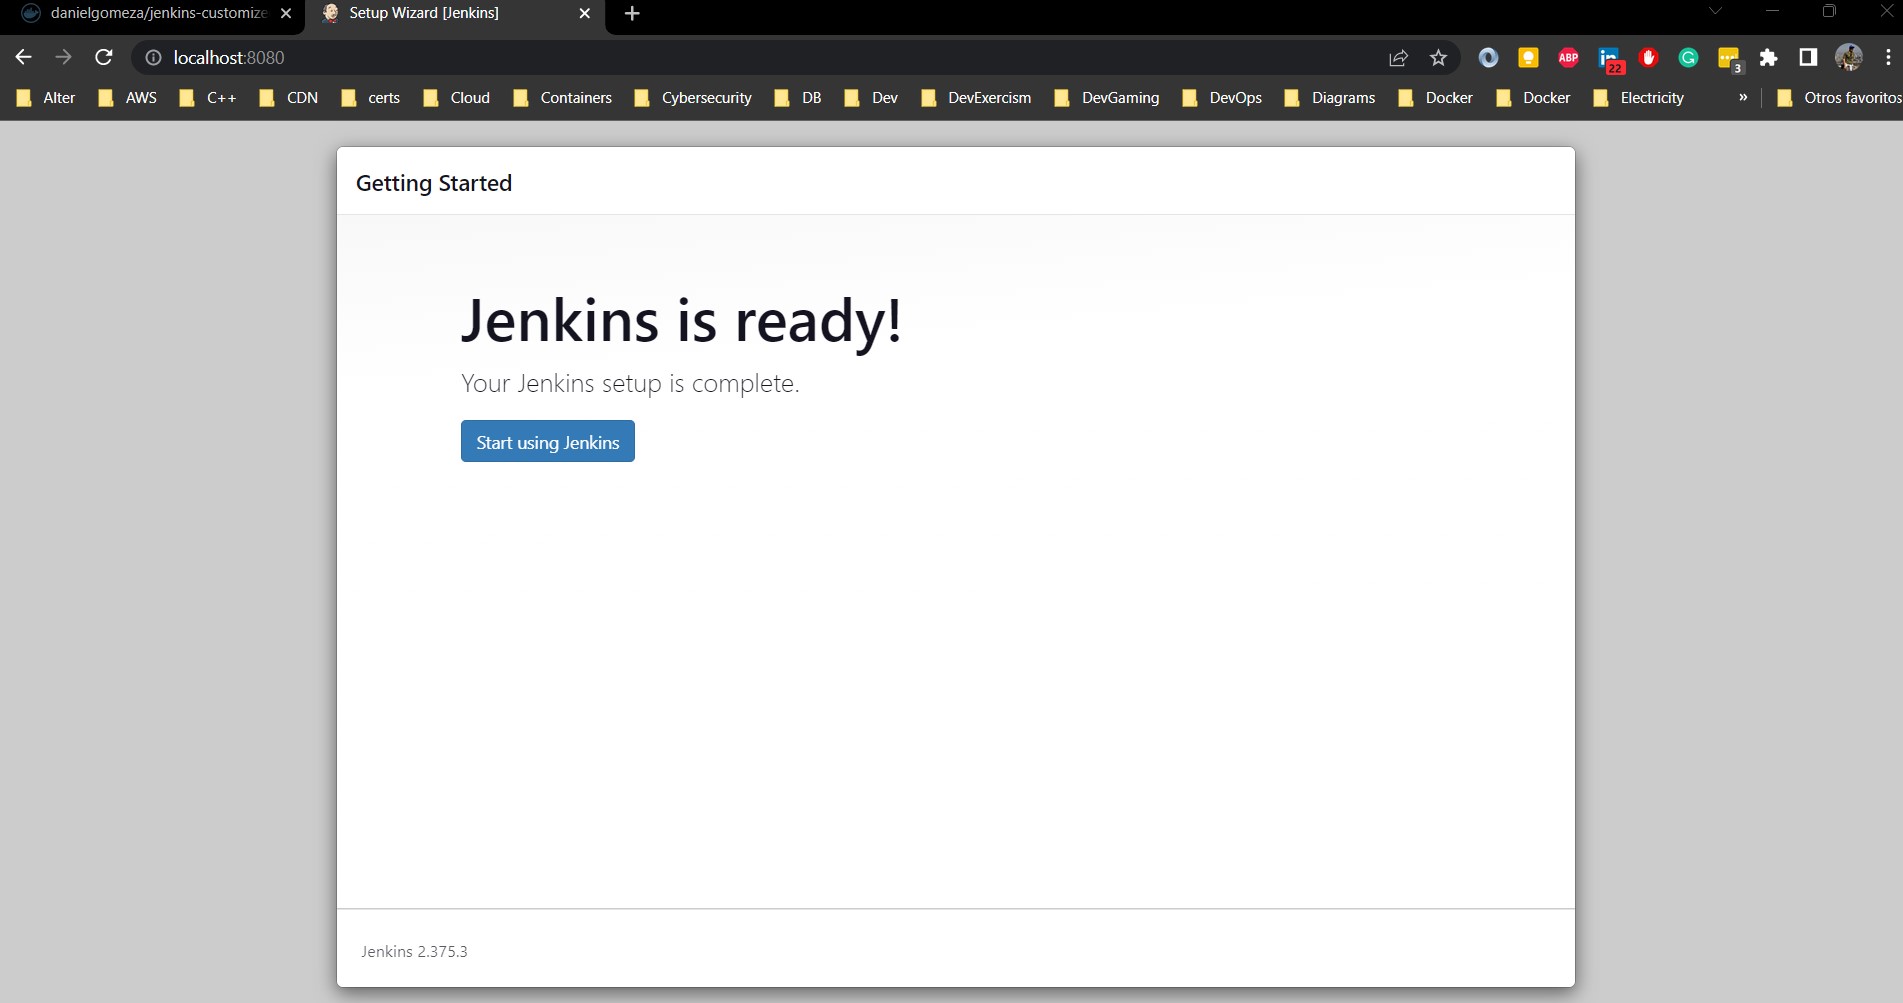 danielgomeza/jenkins-customize
Setup Wizard [Jenkins]
localhost:8080
ABP
in
22
G
3
Alter
AWS
C++
CDN
certs
Cloud
Containers
Cybersecurity
DB
Dev
DevExercism
DevGaming
DevOps
Diagrams
Docker
Docker
Electricity
»
Otros favoritos
Getting Started
Jenkins is ready!
Your Jenkins setup is complete.
Start using Jenkins
Jenkins 2.375.3